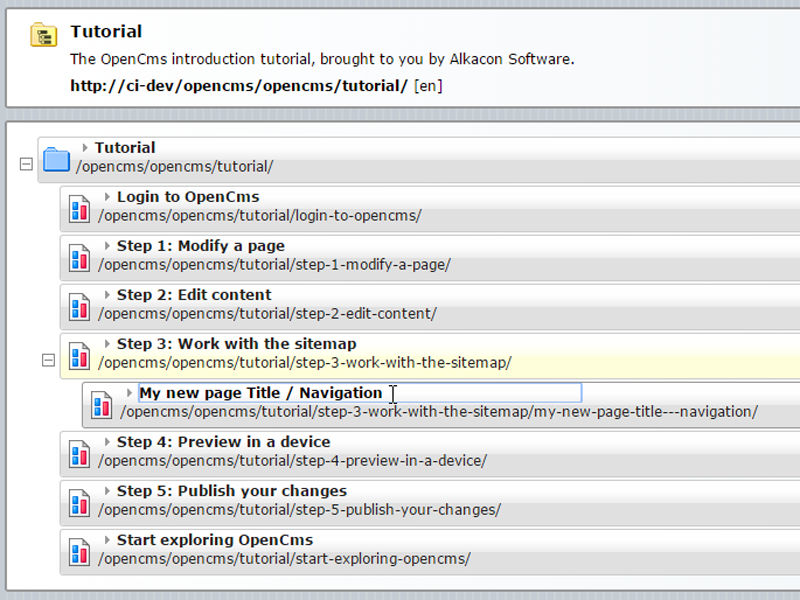 Tutorial
The OpenCms introduction tutorial, brought to you by Alkacon Software.
http://ci-dev/opencms/opencms/tutorial/ [en]
Tutorial
/opencms/opencms/tutorial/
Login to OpenCms
/opencms/opencms/tutorial/login-to-opencms/
Step 1: Modify a page
/opencms/opencms/tutorial/step-1-modify-a-page/
Step 2: Edit content
/opencms/opencms/tutorial/step-2-edit-content/
Step 3: Work with the sitemap
/opencms/opencms/tutorial/step-3-work-with-the-sitemap/
My new page Title / Navigation
/opencms/opencms/tutorial/step-3-work-with-the-sitemap/my-new-page-title---navigation/
Step 4: Preview in a device
/opencms/opencms/tutorial/step-4-preview-in-a-device/
Step 5: Publish your changes
/opencms/opencms/tutorial/step-5-publish-your-changes/
Start exploring OpenCms
/opencms/opencms/tutorial/start-exploring-opencms/